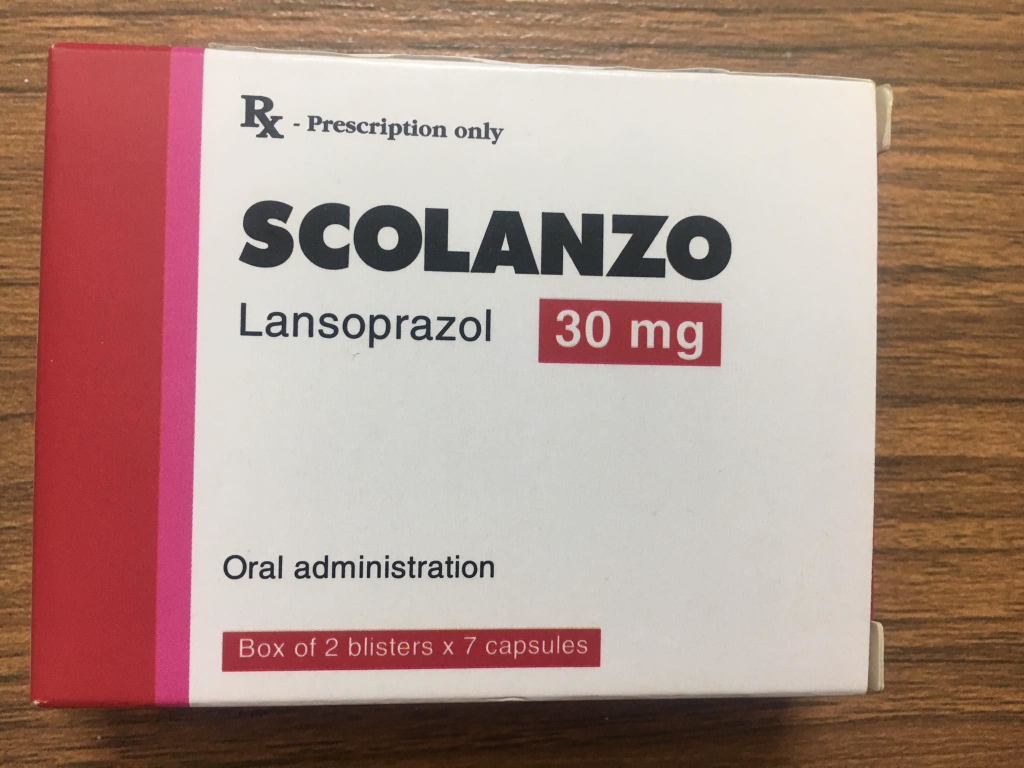 Rx - Prescription only
SCOLANZO
Lansoprazol 30 mg
Oral administration
Box of 2 blisters x 7 capsules